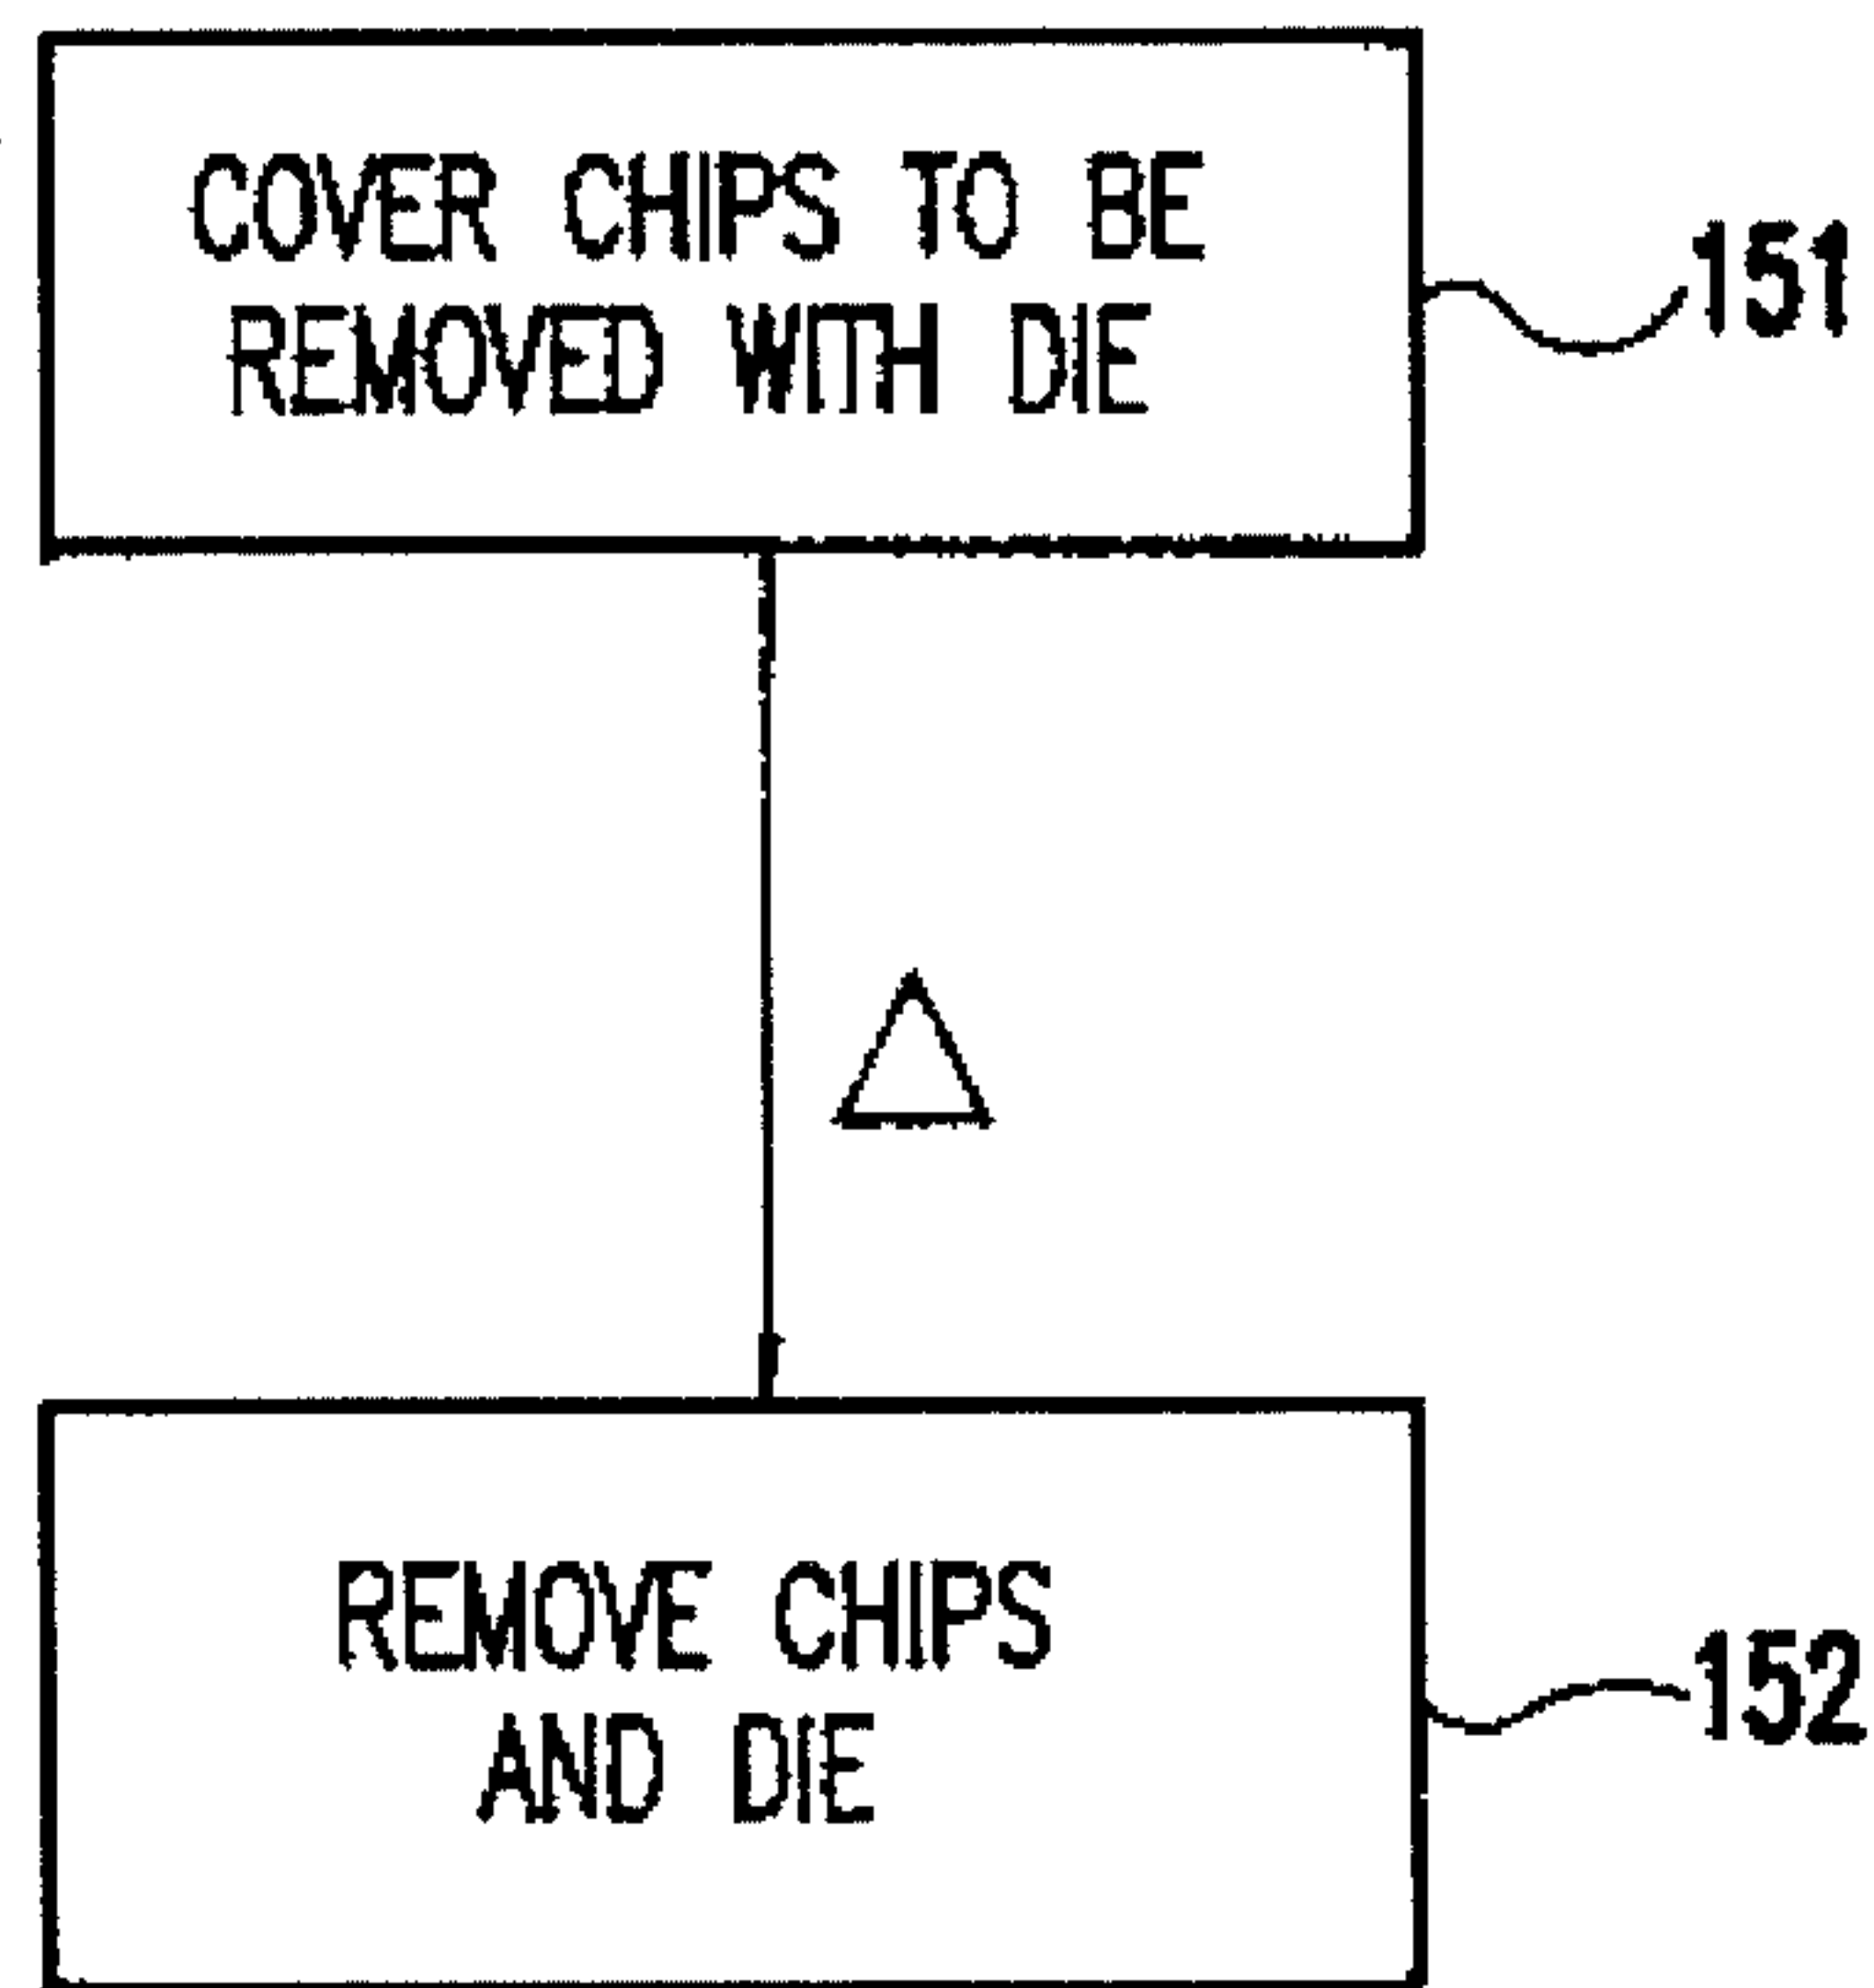 COVER CHIPS TO BE
REMOVED WITH DIE
151
Δ
REMOVE CHIPS
AND DIE
152